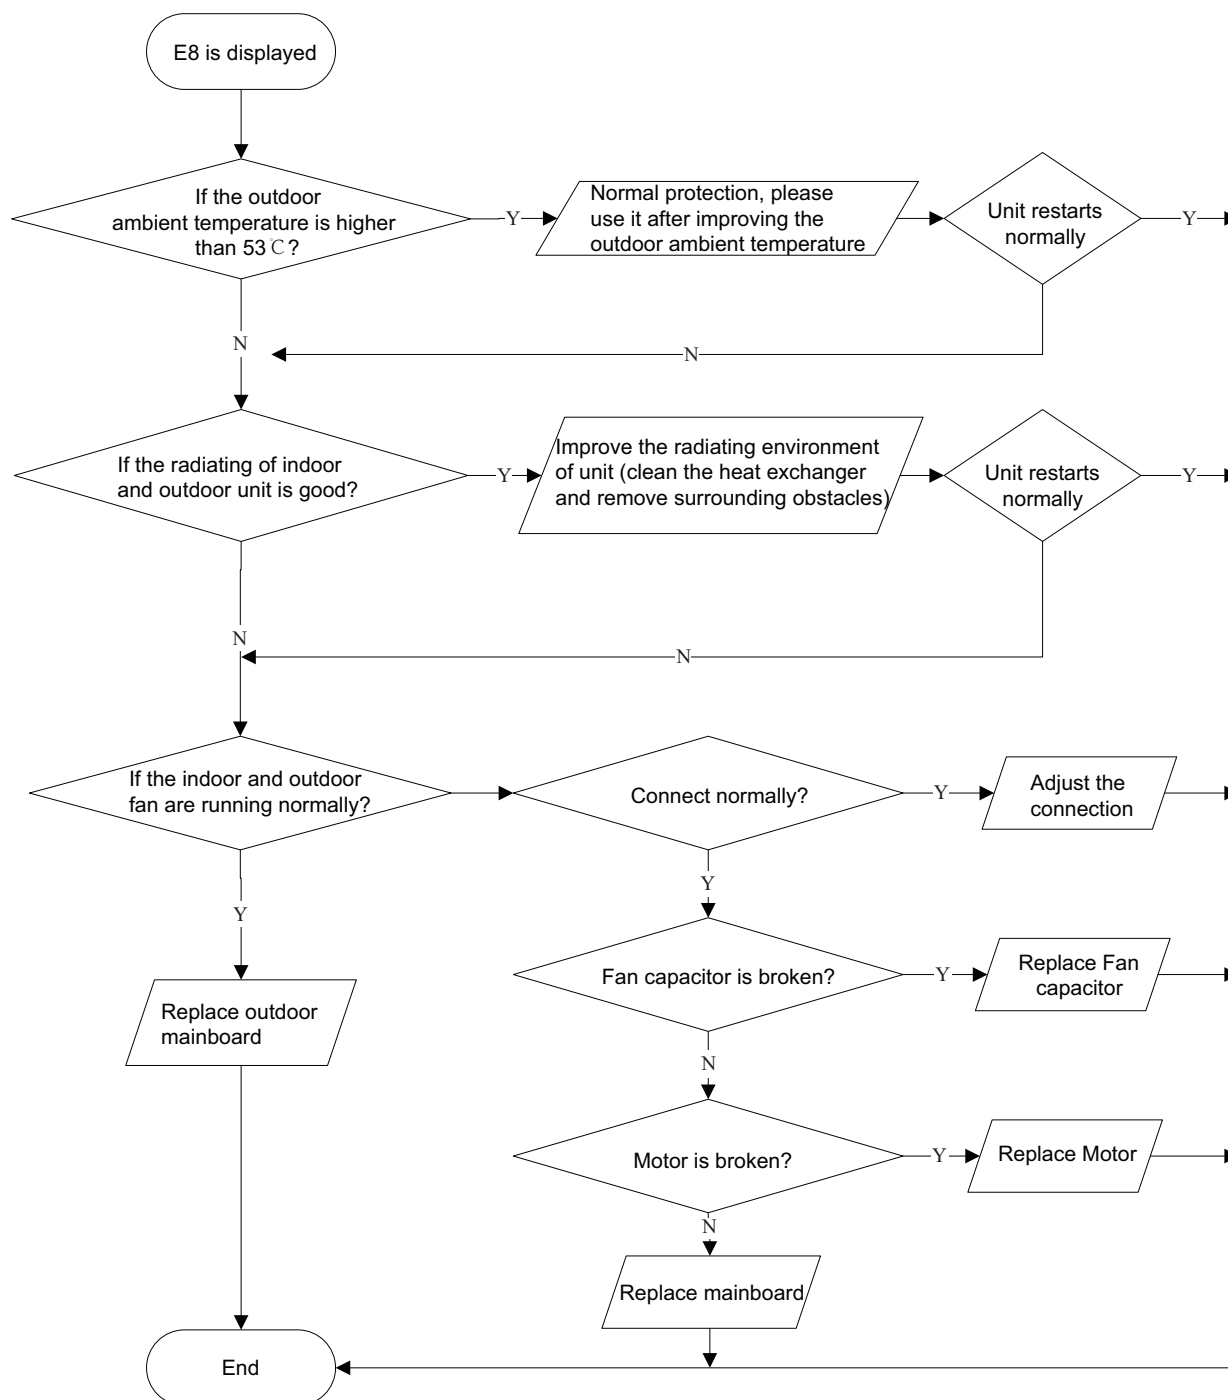 E8 is displayed
If the outdoor
ambient temperature is higher
than 53℃?
Y
Normal protection, please
use it after improving the
outdoor ambient temperature
Unit restarts
normally
Y
N
N
If the radiating of indoor
and outdoor unit is good?
Y
Improve the radiating environment
of unit (clean the heat exchanger
and remove surrounding obstacles)
Unit restarts
normally
Y
N
N
If the indoor and outdoor
fan are running normally?
Connect normally?
Y
Adjust the
connection
Y
Y
Fan capacitor is broken?
Y
Replace Fan
capacitor
Replace outdoor
mainboard
N
Motor is broken?
Y
Replace Motor
N
Replace mainboard
End